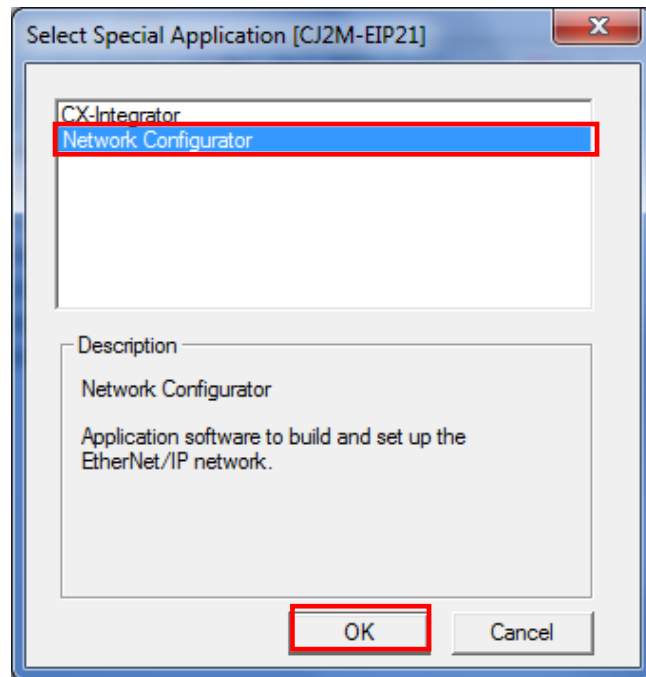 Select Special Application [CJ2M-EIP21]
CX-Integrator
Network Configurator
Description
Network Configurator
Application software to build and set up the
EtherNet/IP network.
OK
Cancel